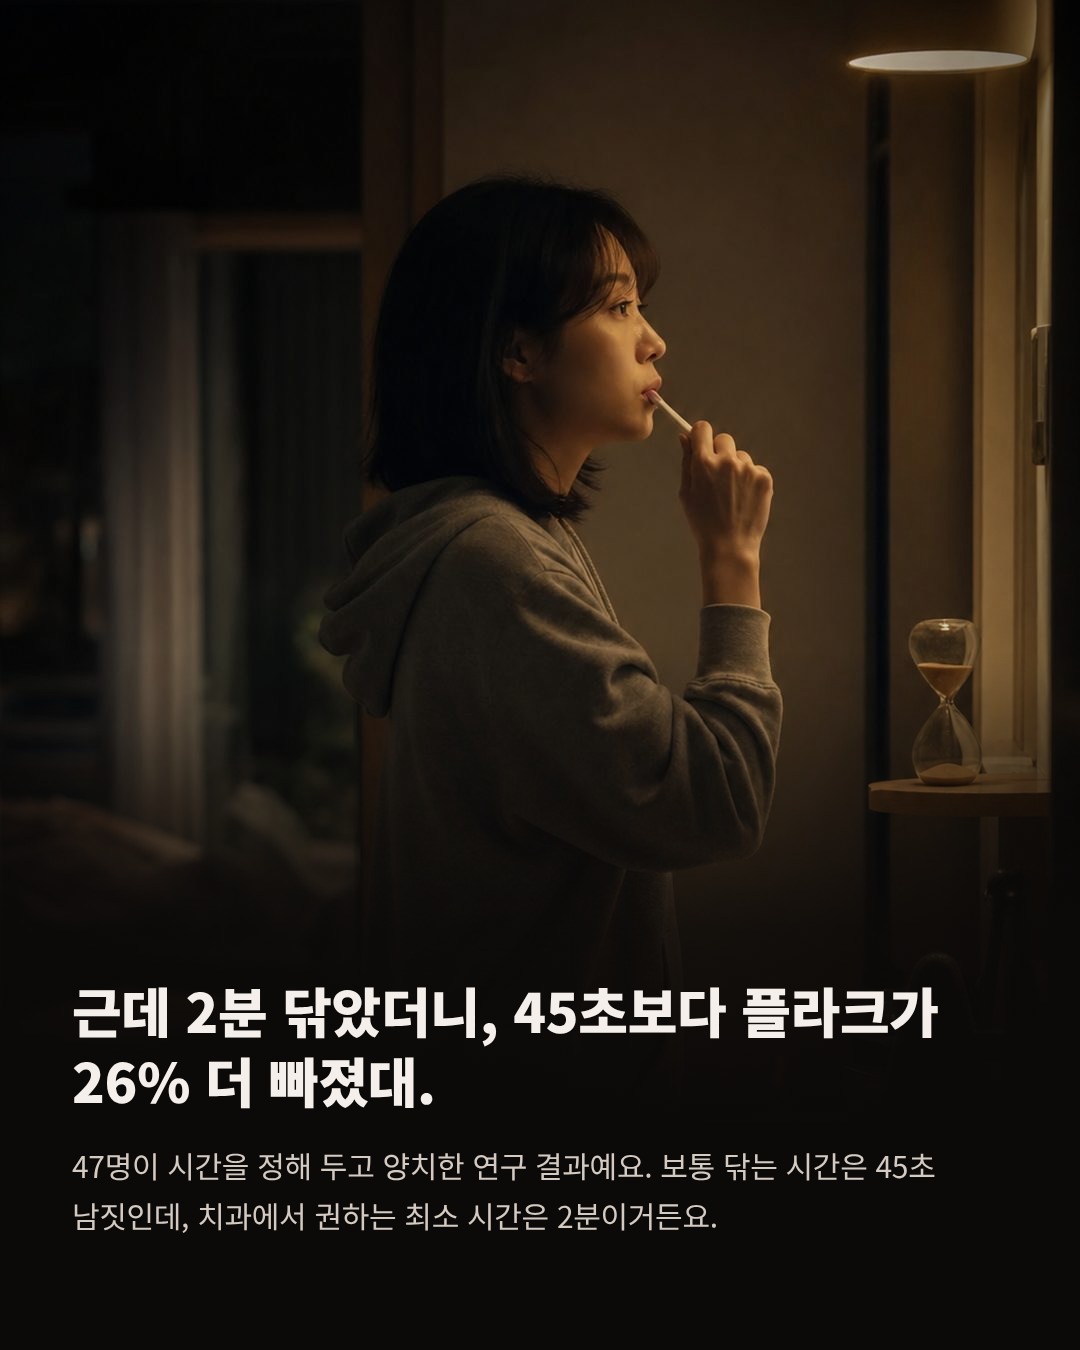 근데 2분 닦았더니, 45초보다 플라크가
26% 더 빠졌대.
47명이 시간을 정해 두고 양치한 연구 결과예요. 보통 닦는 시간은 45초
남짓인데, 치과에서 권하는 최소 시간은 2분이거든요.